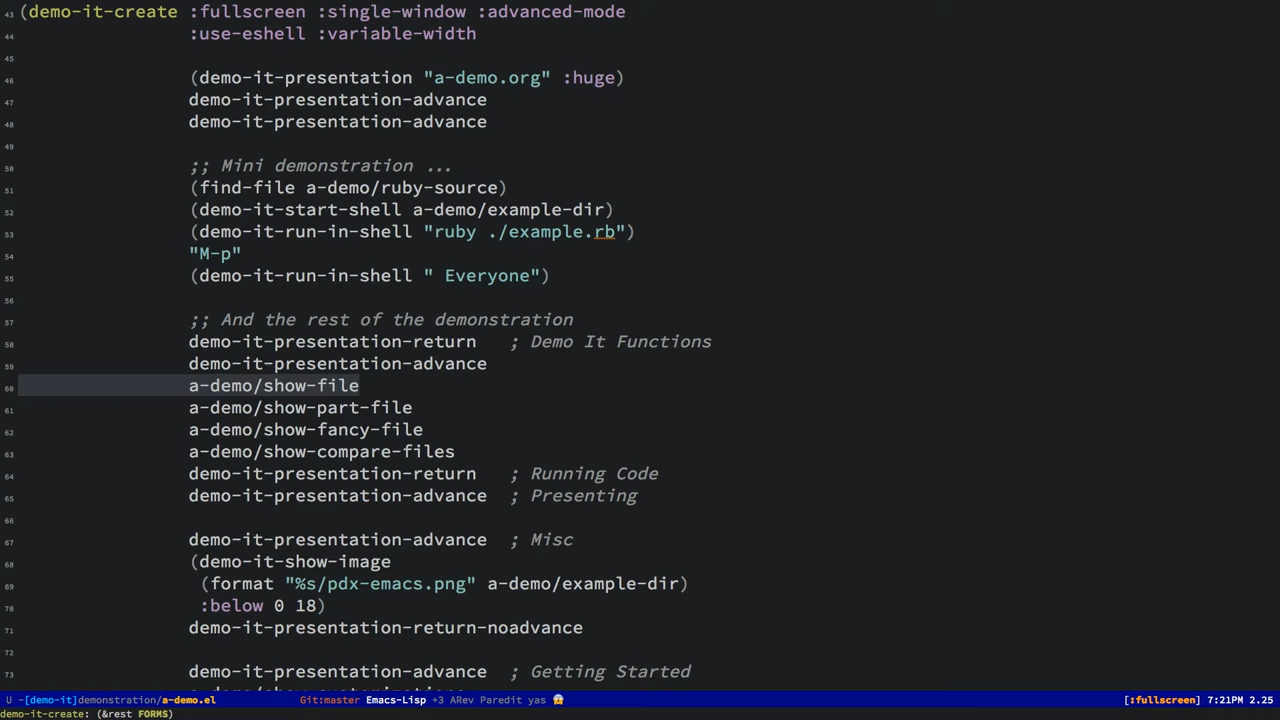 43 (demo-it-create :fullscreen :single-window :advanced-mode
44 :use-eshell :variable-width
45
46 (demo-it-presentation "a-demo.org" :huge)
47 demo-it-presentation-advance
48 demo-it-presentation-advance
49
50 ;; Mini demonstration ...
51 (find-file a-demo/ruby-source)
52 (demo-it-start-shell a-demo/example-dir)
53 (demo-it-run-in-shell "ruby ./example.rb")
54 "M-p"
55 (demo-it-run-in-shell " Everyone")
56
57 ;; And the rest of the demonstration
58 demo-it-presentation-return ; Demo It Functions
59 demo-it-presentation-advance
60 a-demo/show-file
61 a-demo/show-part-file
62 a-demo/show-fancy-file
63 a-demo/show-compare-files
64 demo-it-presentation-return ; Running Code
65 demo-it-presentation-advance ; Presenting
66
67 demo-it-presentation-advance ; Misc
68 (demo-it-show-image
69 (format "%s/pdx-emacs.png" a-demo/example-dir)
70 :below 0 18)
71 demo-it-presentation-return-noadvance
72
73 demo-it-presentation-advance ; Getting Started
U -[demo-it]demonstration/a-demo.el Git:master Emacs-Lisp +3 ARev Paredit yas [:fullscreen] 7:21PM 2.25
demo-it-create: (&rest FORMS)